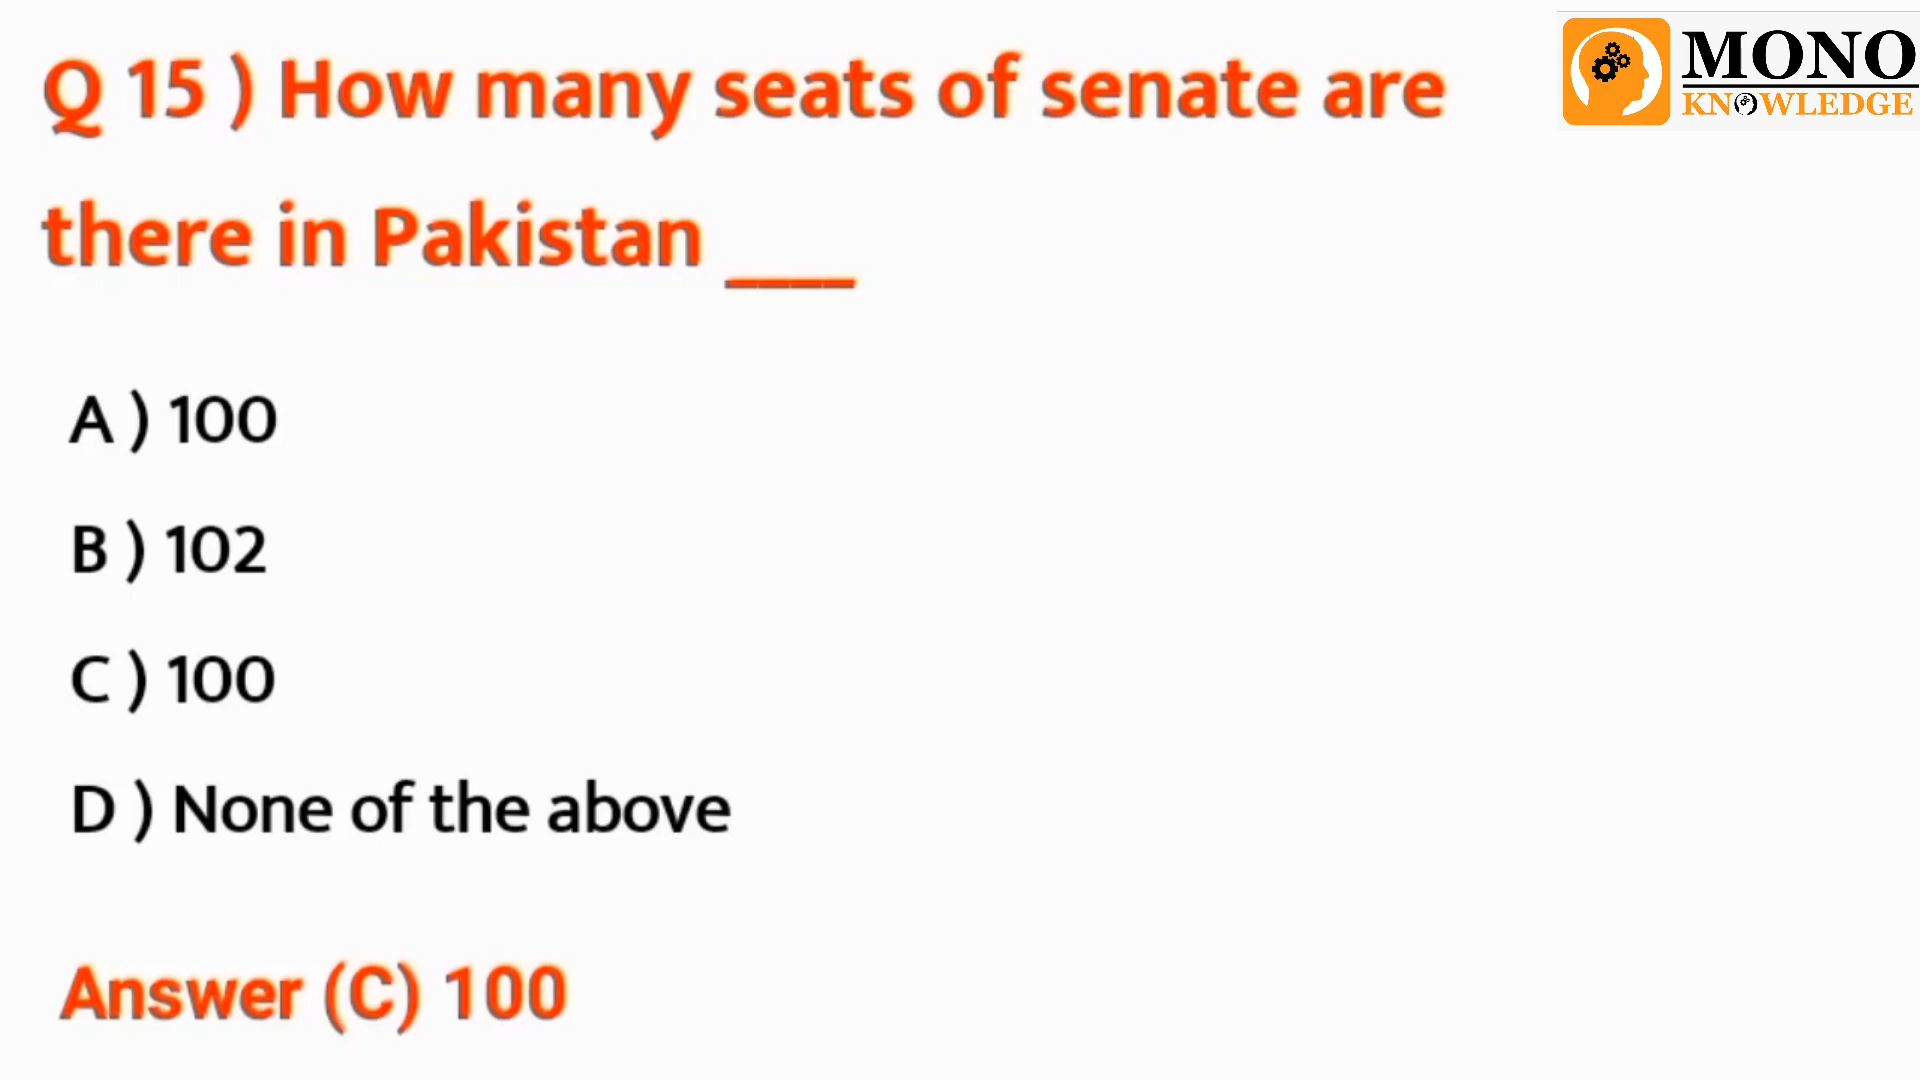 Q 15 ) How many seats of senate are
MONO
KNOWLEDGE
there in Pakistan ____
A ) 100
B ) 102
C ) 100
D ) None of the above
Answer (C) 100